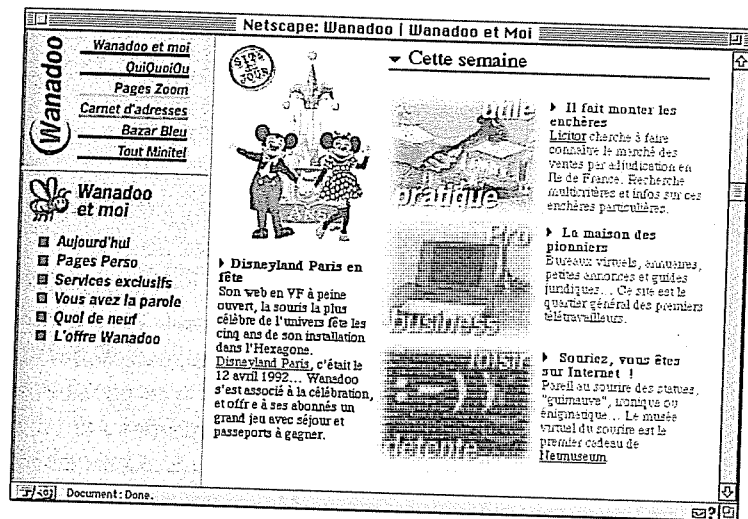 Netscape: Wanadoo | Wanadoo et Moi
Wanadoo
Wanadoo et moi
QuiQuoiOu
Pages Zoom
Carnet d'adresses
Bazar Bleu
Tout Minitel
Wanadoo
et moi
Aujourd'hui
Pages Perso
Services exclusifs
Vous avez la parole
Quoi de neuf
L'offre Wanadoo
SITE
DU
JOUR
Disneyland Paris en
fête
Son web en VF à peine
ouvert, la souris la plus
célèbre de l'univers fête les
cinq ans de son installation
dans l'Hexagone.
Disneyland Paris, c'était le
12 avril 1992... Wanadoo
s'est associé à la célébration,
et offre à ses abonnés un
grand jeu avec séjour et
passeports à gagner.
Cette semaine
utile
pratique
Il fait monter les
enchères
Licitor cherche à faire
connaître le marché des
ventes par adjudication en
Ile de France. Recherche
multicritères et infos sur ces
enchères particulières.
Pro
business
La maison des
pionniers
Bureaux virtuels, annuaires,
petites annonces et guides
juridiques... Ce site est le
quartier général des premiers
télétravailleurs.
loisir
:-))
détente
Souriez, vous êtes
sur Internet !
Pareil au sourire des statues,
"guimauve", ironique ou
énigmatique... Le musée
virtuel du sourire est le
premier cadeau de
Neumuseum.
Document: Done.
?